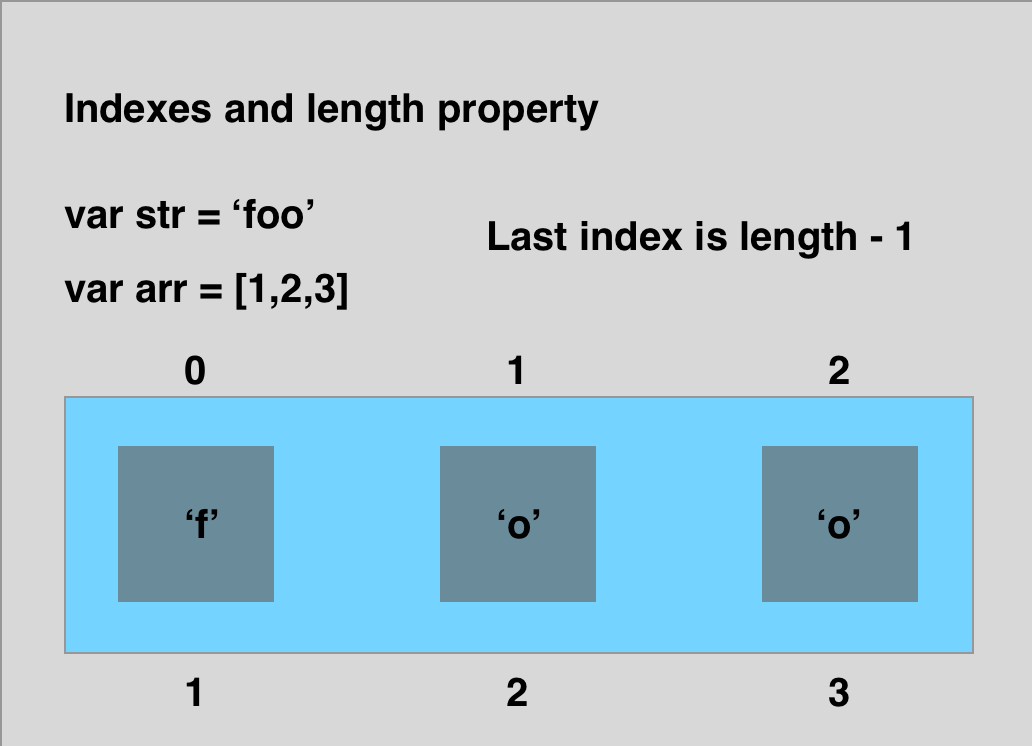 Indexes and length property
var str = ‘foo’
Last index is length - 1
var arr = [1,2,3]
0 1 2
‘f’ ‘o’ ‘o’
1 2 3